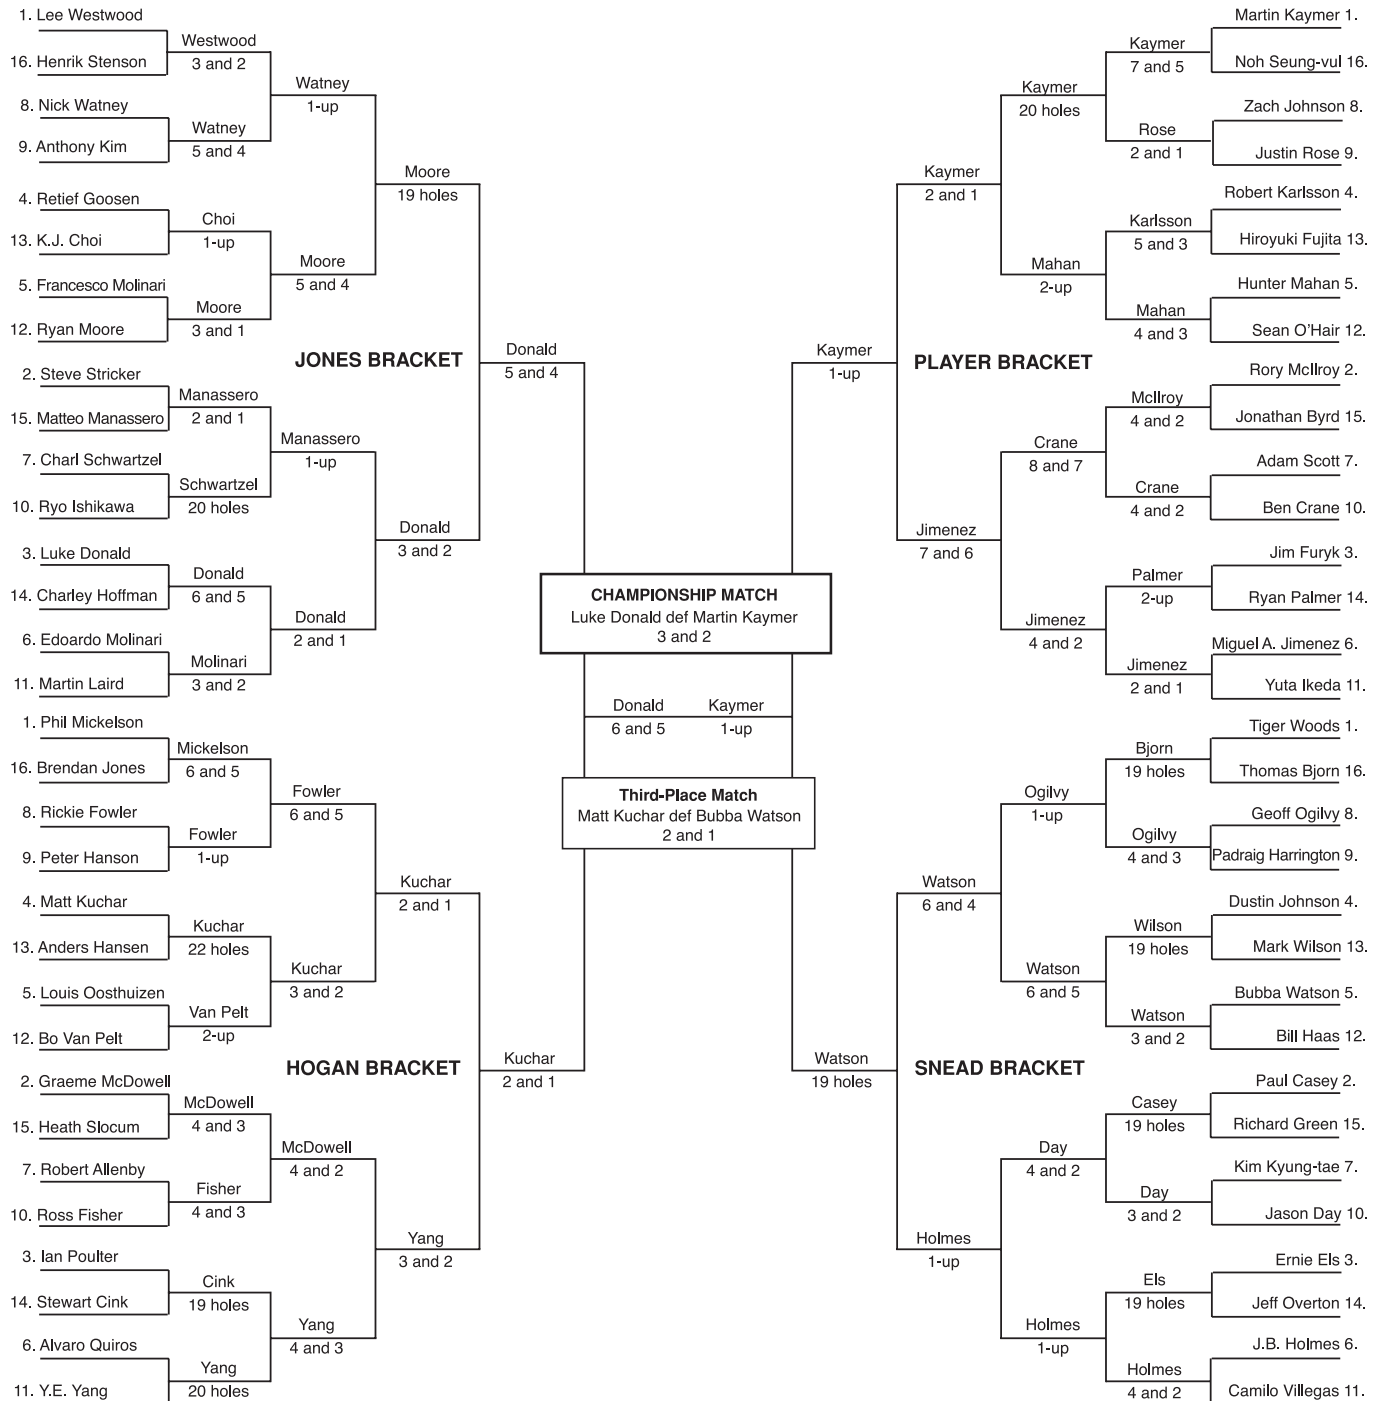 1. Lee Westwood
Westwood
16. Henrik Stenson
3 and 2
Watney
1-up
8. Nick Watney
Watney
9. Anthony Kim
5 and 4
Moore
19 holes
4. Retief Goosen
Choi
13. K.J. Choi
1-up
Moore
5 and 4
5. Francesco Molinari
Moore
12. Ryan Moore
3 and 1
JONES BRACKET
Donald
5 and 4
2. Steve Stricker
Manassero
15. Matteo Manassero
2 and 1
Manassero
1-up
7. Charl Schwartzel
Schwartzel
10. Ryo Ishikawa
20 holes
Donald
3 and 2
3. Luke Donald
Donald
14. Charley Hoffman
6 and 5
Donald
2 and 1
6. Edoardo Molinari
Molinari
11. Martin Laird
3 and 2
1. Phil Mickelson
Mickelson
16. Brendan Jones
6 and 5
Fowler
6 and 5
8. Rickie Fowler
Fowler
9. Peter Hanson
1-up
Kuchar
2 and 1
4. Matt Kuchar
Kuchar
13. Anders Hansen
22 holes
Kuchar
3 and 2
5. Louis Oosthuizen
Van Pelt
12. Bo Van Pelt
2-up
HOGAN BRACKET
Kuchar
2 and 1
2. Graeme McDowell
McDowell
15. Heath Slocum
4 and 3
McDowell
4 and 2
7. Robert Allenby
Fisher
10. Ross Fisher
4 and 3
Yang
3 and 2
3. Ian Poulter
Cink
14. Stewart Cink
19 holes
Yang
4 and 3
6. Alvaro Quiros
Yang
11. Y.E. Yang
20 holes
CHAMPIONSHIP MATCH
Luke Donald def Martin Kaymer
3 and 2
Donald Kaymer
6 and 5 1-up
Third-Place Match
Matt Kuchar def Bubba Watson
2 and 1
Martin Kaymer 1.
Kaymer
7 and 5
Noh Seung-vul 16.
Kaymer
20 holes
Zach Johnson 8.
Rose
2 and 1
Justin Rose 9.
Kaymer
2 and 1
Robert Karlsson 4.
Karlsson
5 and 3
Hiroyuki Fujita 13.
Mahan
2-up
Hunter Mahan 5.
Mahan
4 and 3
Sean O'Hair 12.
Kaymer
1-up
PLAYER BRACKET
Rory McIlroy 2.
McIlroy
4 and 2
Jonathan Byrd 15.
Crane
8 and 7
Adam Scott 7.
Crane
4 and 2
Ben Crane 10.
Jimenez
7 and 6
Jim Furyk 3.
Palmer
2-up
Ryan Palmer 14.
Jimenez
4 and 2
Miguel A. Jimenez 6.
Jimenez
2 and 1
Yuta Ikeda 11.
Tiger Woods 1.
Bjorn
19 holes
Thomas Bjorn 16.
Ogilvy
1-up
Geoff Ogilvy 8.
Ogilvy
4 and 3
Padraig Harrington 9.
Watson
6 and 4
Dustin Johnson 4.
Wilson
19 holes
Mark Wilson 13.
Watson
6 and 5
Bubba Watson 5.
Watson
3 and 2
Bill Haas 12.
Watson
19 holes
SNEAD BRACKET
Paul Casey 2.
Casey
19 holes
Richard Green 15.
Day
4 and 2
Kim Kyung-tae 7.
Day
3 and 2
Jason Day 10.
Holmes
1-up
Ernie Els 3.
Els
19 holes
Jeff Overton 14.
Holmes
1-up
J.B. Holmes 6.
Holmes
4 and 2
Camilo Villegas 11.